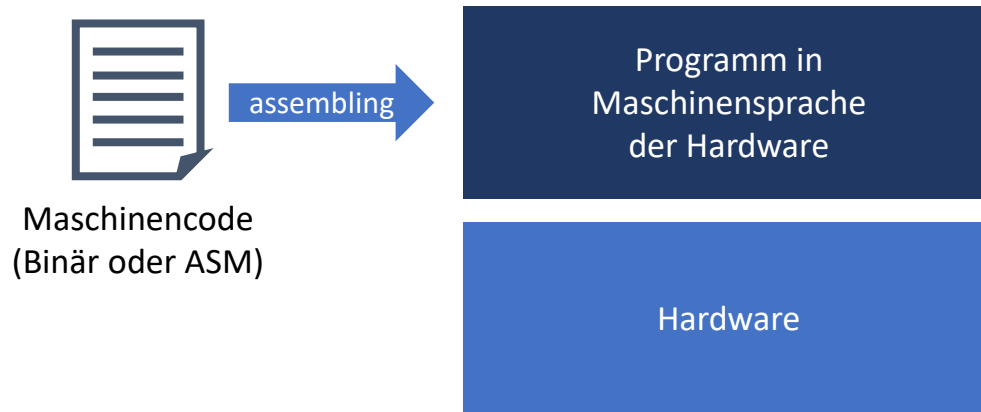 assembling
Programm in
Maschinensprache
der Hardware
Maschinencode
(Binär oder ASM)
Hardware